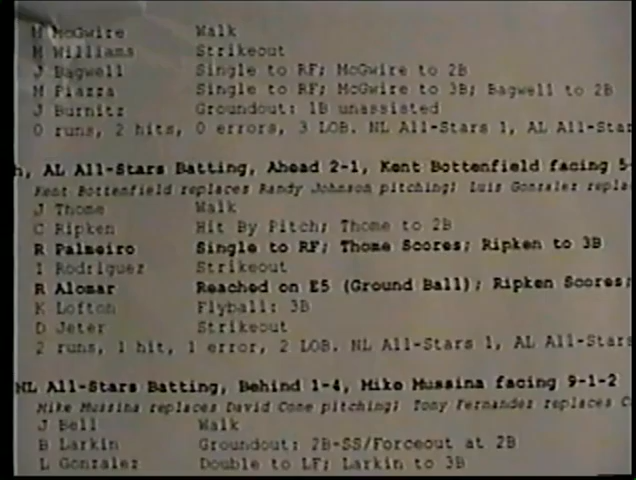 M McGwire Walk
M Williams Strikeout
J Bagwell Single to RF; McGwire to 2B
M Piazza Single to RF; McGwire to 3B; Bagwell to 2B
J Burnitz Groundout: 1B unassisted
0 runs, 2 hits, 0 errors, 3 LOB. NL All-Stars 1, AL All-Star
h, AL All-Stars Batting, Ahead 2-1, Kent Bottenfield facing 5-
Kent Bottenfield replaces Randy Johnson pitching; Luis Gonzalez repla
J Thome Walk
C Ripken Hit By Pitch; Thome to 2B
R Palmeiro Single to RF; Thome Scores; Ripken to 3B
I Rodriguez Strikeout
R Alomar Reached on E5 (Ground Ball); Ripken Scores;
K Lofton Flyball: 3B
D Jeter Strikeout
2 runs, 1 hit, 1 error, 2 LOB. NL All-Stars 1, AL All-Stars
NL All-Stars Batting, Behind 1-4, Mike Mussina facing 9-1-2
Mike Mussina replaces David Cone pitching; Tony Fernandez replaces C
J Bell Walk
B Larkin Groundout: 2B-SS/Forceout at 2B
L Gonzalez Double to LF; Larkin to 3B